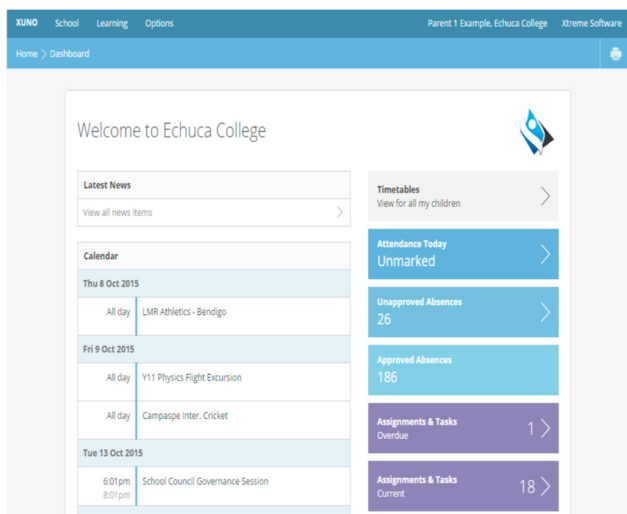 XUNO School Learning Options Parent 1 Example, Echuca College Xtreme Software
Home > Dashboard
Welcome to Echuca College
Latest News
View all news items
Calendar
Thu 8 Oct 2015
All day LMR Athletics - Bendigo
Fri 9 Oct 2015
All day Y11 Physics Flight Excursion
All day Campaspe Inter. Cricket
Tue 13 Oct 2015
6:01pm School Council Governance Session
8:01pm
Timetables
View for all my children
Attendance Today
Unmarked
Unapproved Absences
26
Approved Absences
186
Assignments & Tasks
Overdue 1
Assignments & Tasks
Current 18